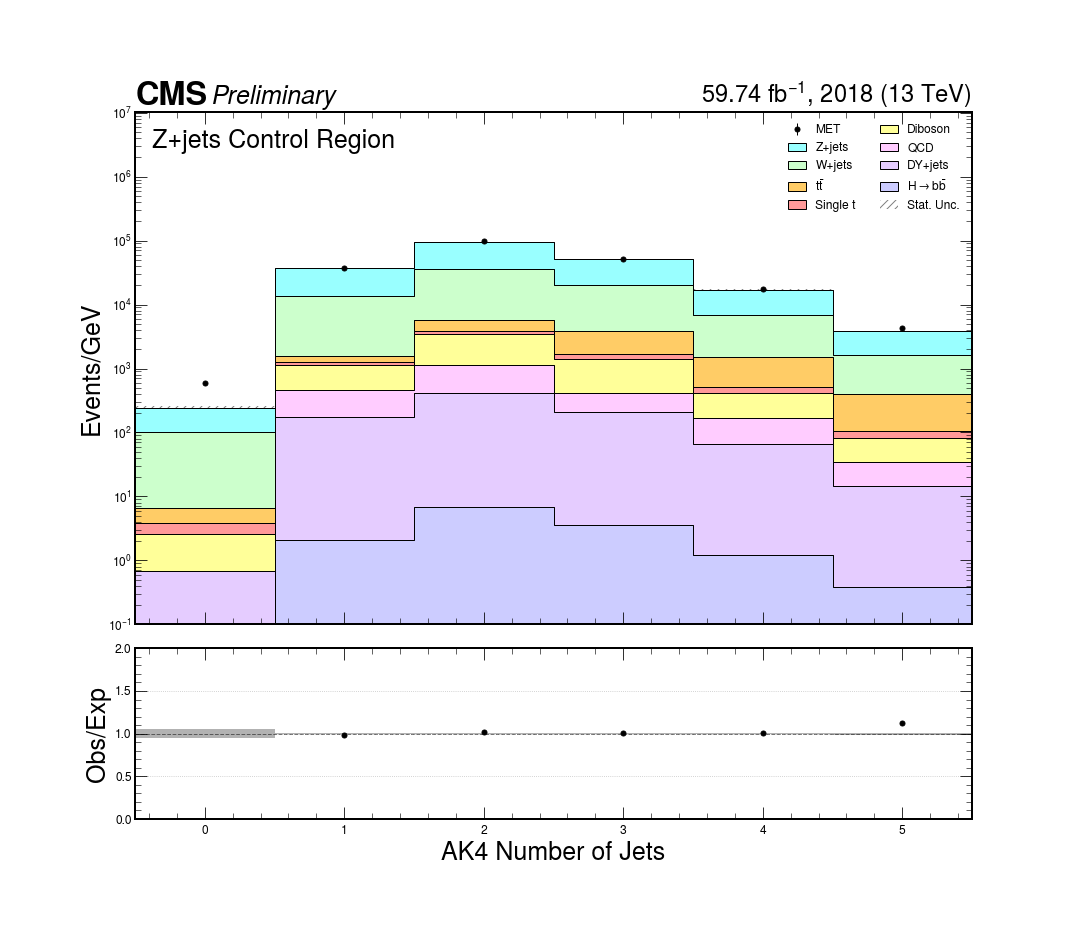 CMS Preliminary
59.74 fb⁻¹, 2018 (13 TeV)
Z+jets Control Region
MET
Z+jets
W+jets
tt̄
Single t
Diboson
QCD
DY+jets
H→bb̄
Stat. Unc.
Events/GeV
10⁷
10⁶
10⁵
10⁴
10³
10²
10¹
10⁰
10⁻¹
Obs/Exp
2.0
1.5
1.0
0.5
0.0
0 1 2 3 4 5
AK4 Number of Jets